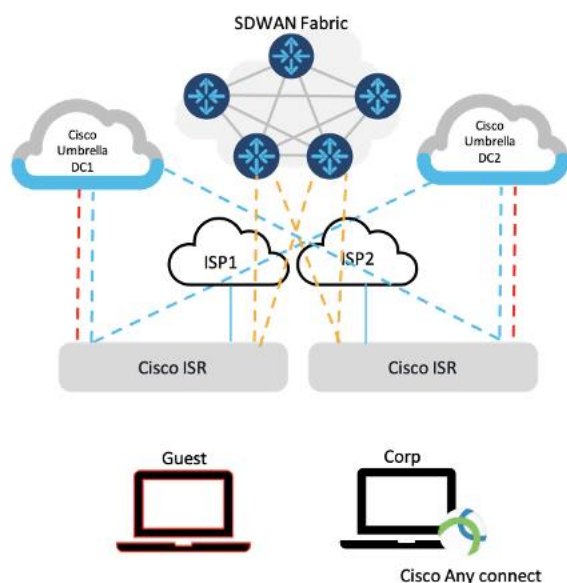 SDWAN Fabric
Cisco
Umbrella
DC1
Cisco
Umbrella
DC2
ISP1
ISP2
Cisco ISR
Cisco ISR
Guest
Corp
Cisco Any connect